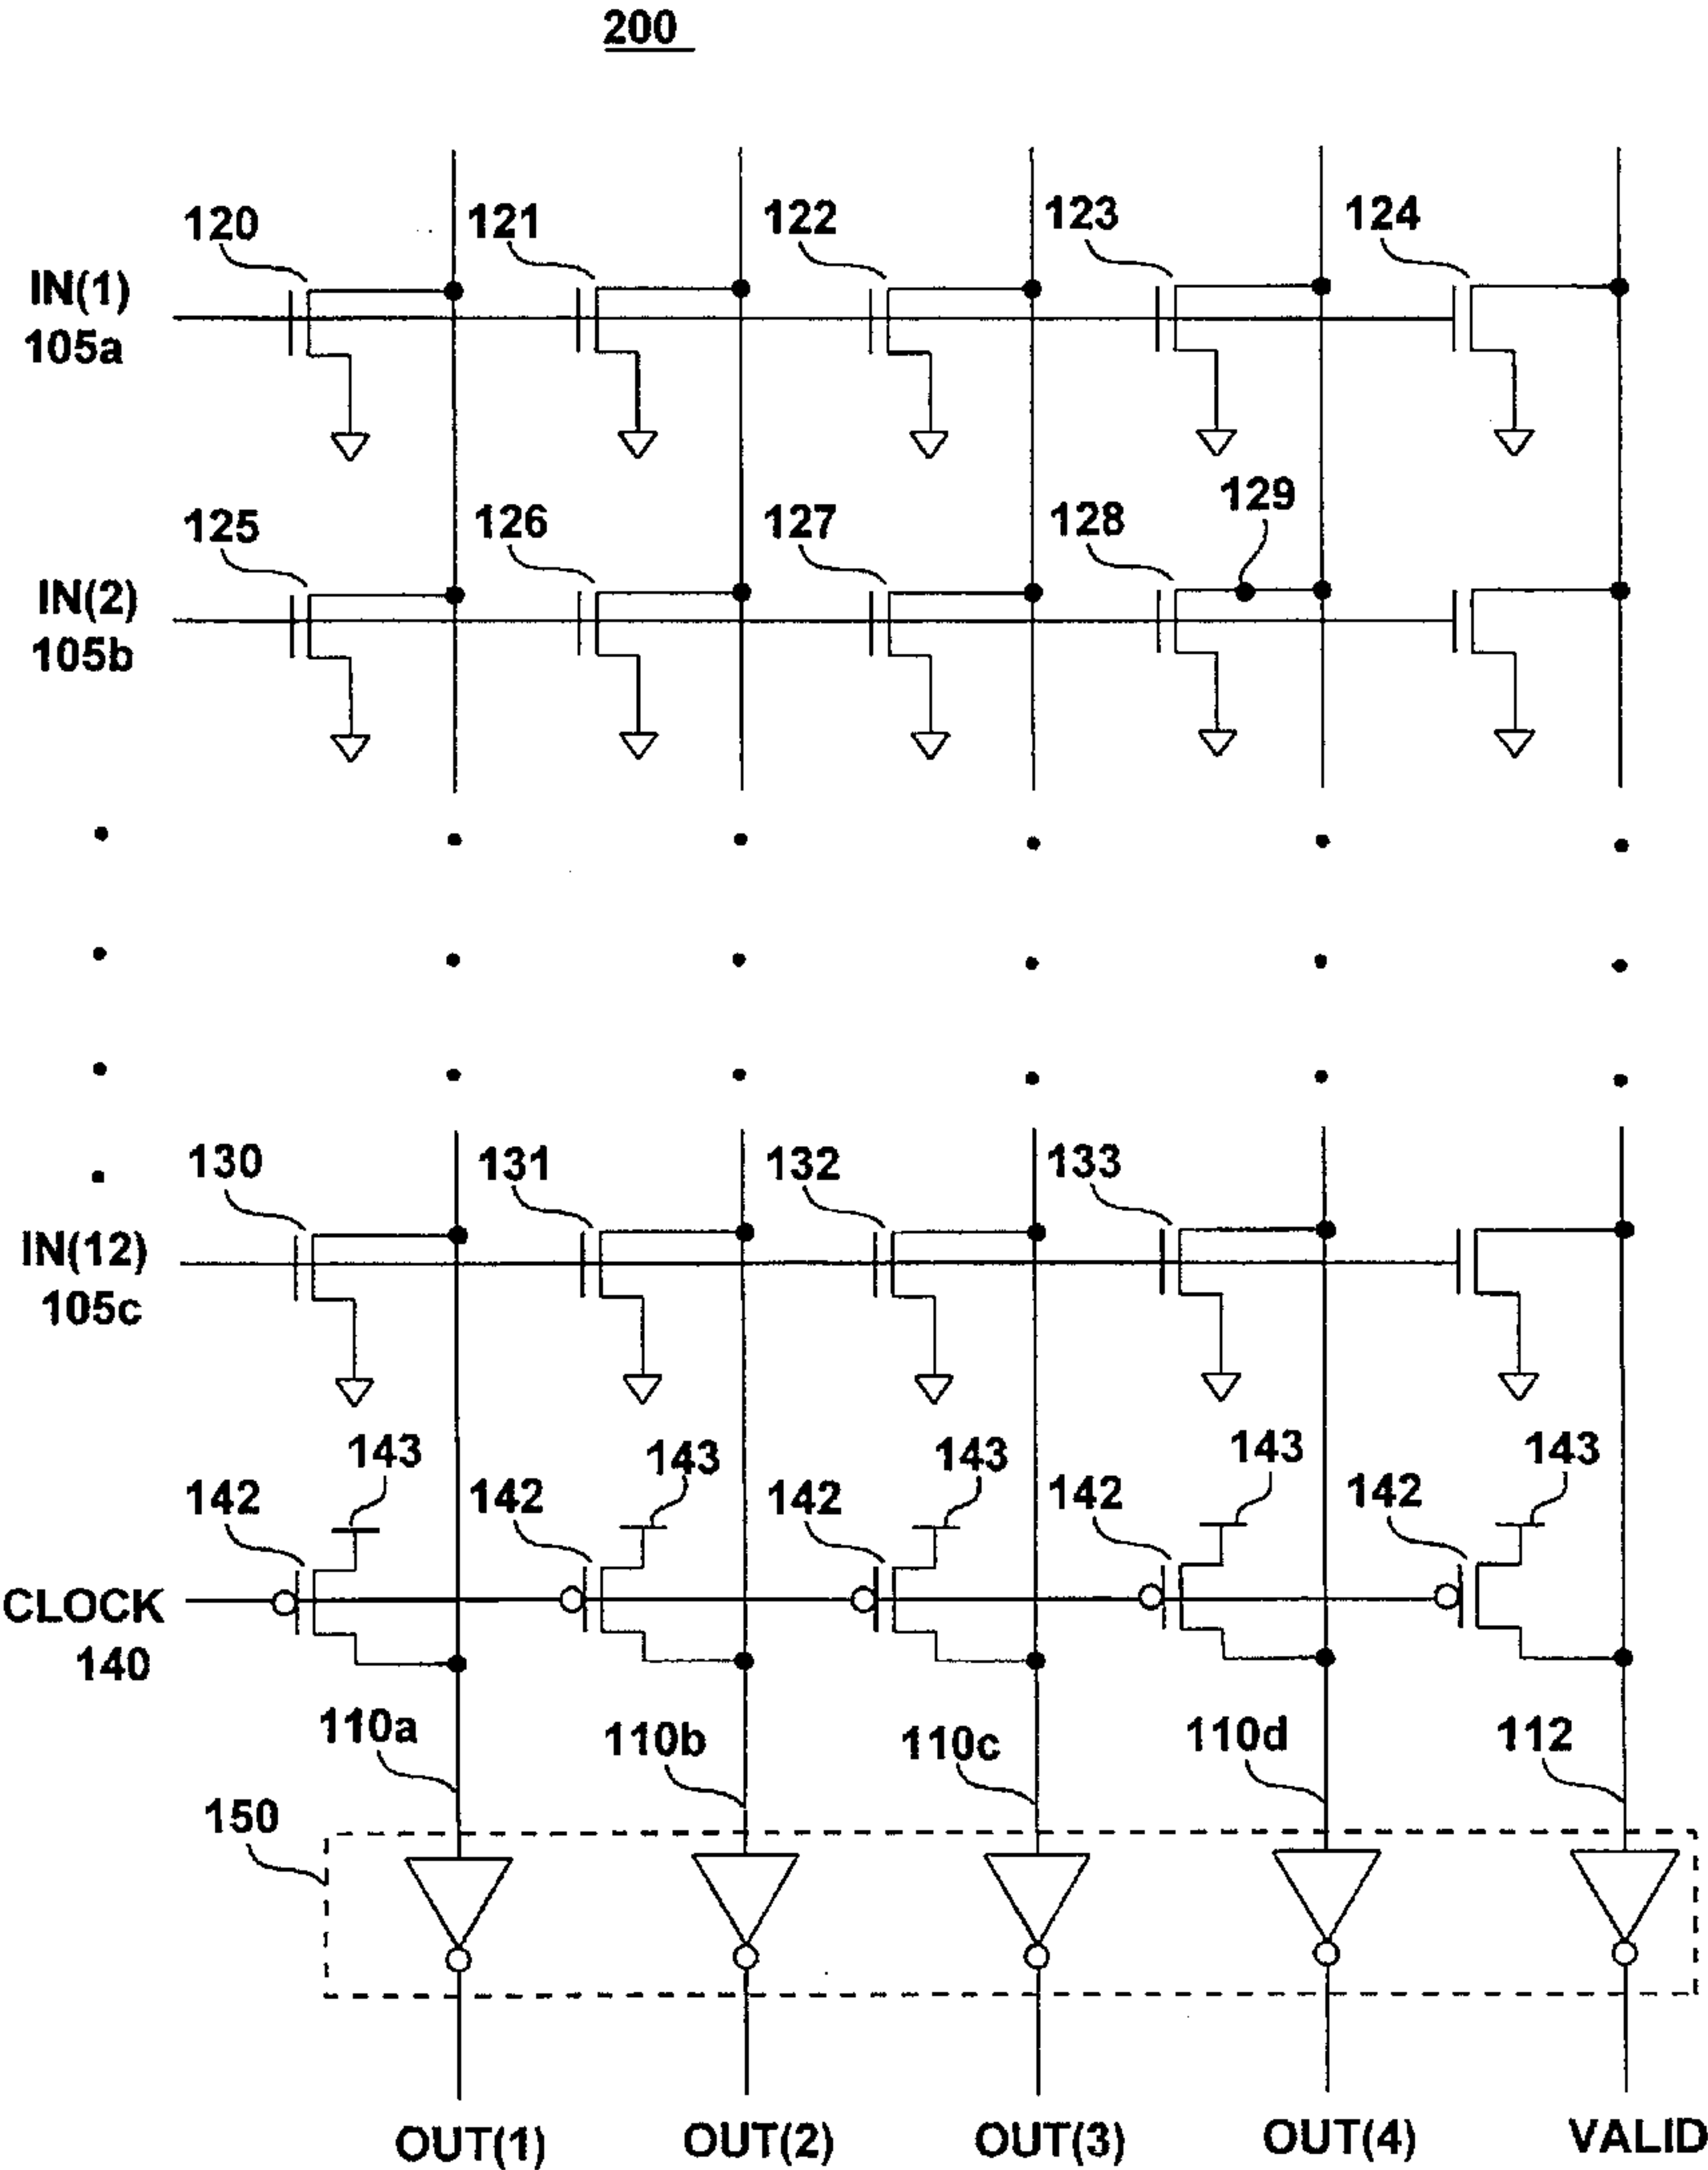 200
120 121 122 123 124
IN(1)
105a
129
125 126 127 128
IN(2)
105b
130 131 132 133
IN(12)
105c
143 143 143 143 143
142 142 142 142 142
CLOCK
140
110a 110b 110c 110d 112
150
OUT(1) OUT(2) OUT(3) OUT(4) VALID